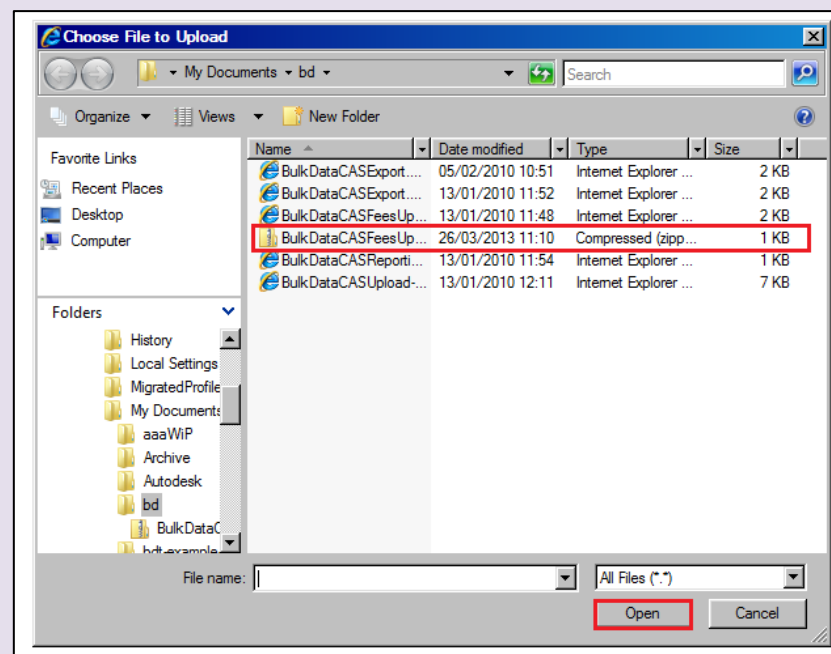 Choose File to Upload
My Documents bd Search
Organize Views New Folder
Favorite Links
Recent Places
Desktop
Computer
Name Date modified Type Size
BulkDataCASExport.... 05/02/2010 10:51 Internet Explorer ... 2 KB
BulkDataCASExport.... 13/01/2010 11:52 Internet Explorer ... 2 KB
BulkDataCASFeesUp... 13/01/2010 11:48 Internet Explorer ... 2 KB
BulkDataCASFeesUp... 26/03/2013 11:10 Compressed (zipp... 1 KB
BulkDataCASReporti... 13/01/2010 11:54 Internet Explorer ... 1 KB
BulkDataCASUpload-... 13/01/2010 12:11 Internet Explorer ... 7 KB
Folders
History
Local Settings
MigratedProfile
My Documents
aaaWiP
Archive
Autodesk
bd
BulkDataC
bdt-example
File name: All Files (*.*)
Open Cancel